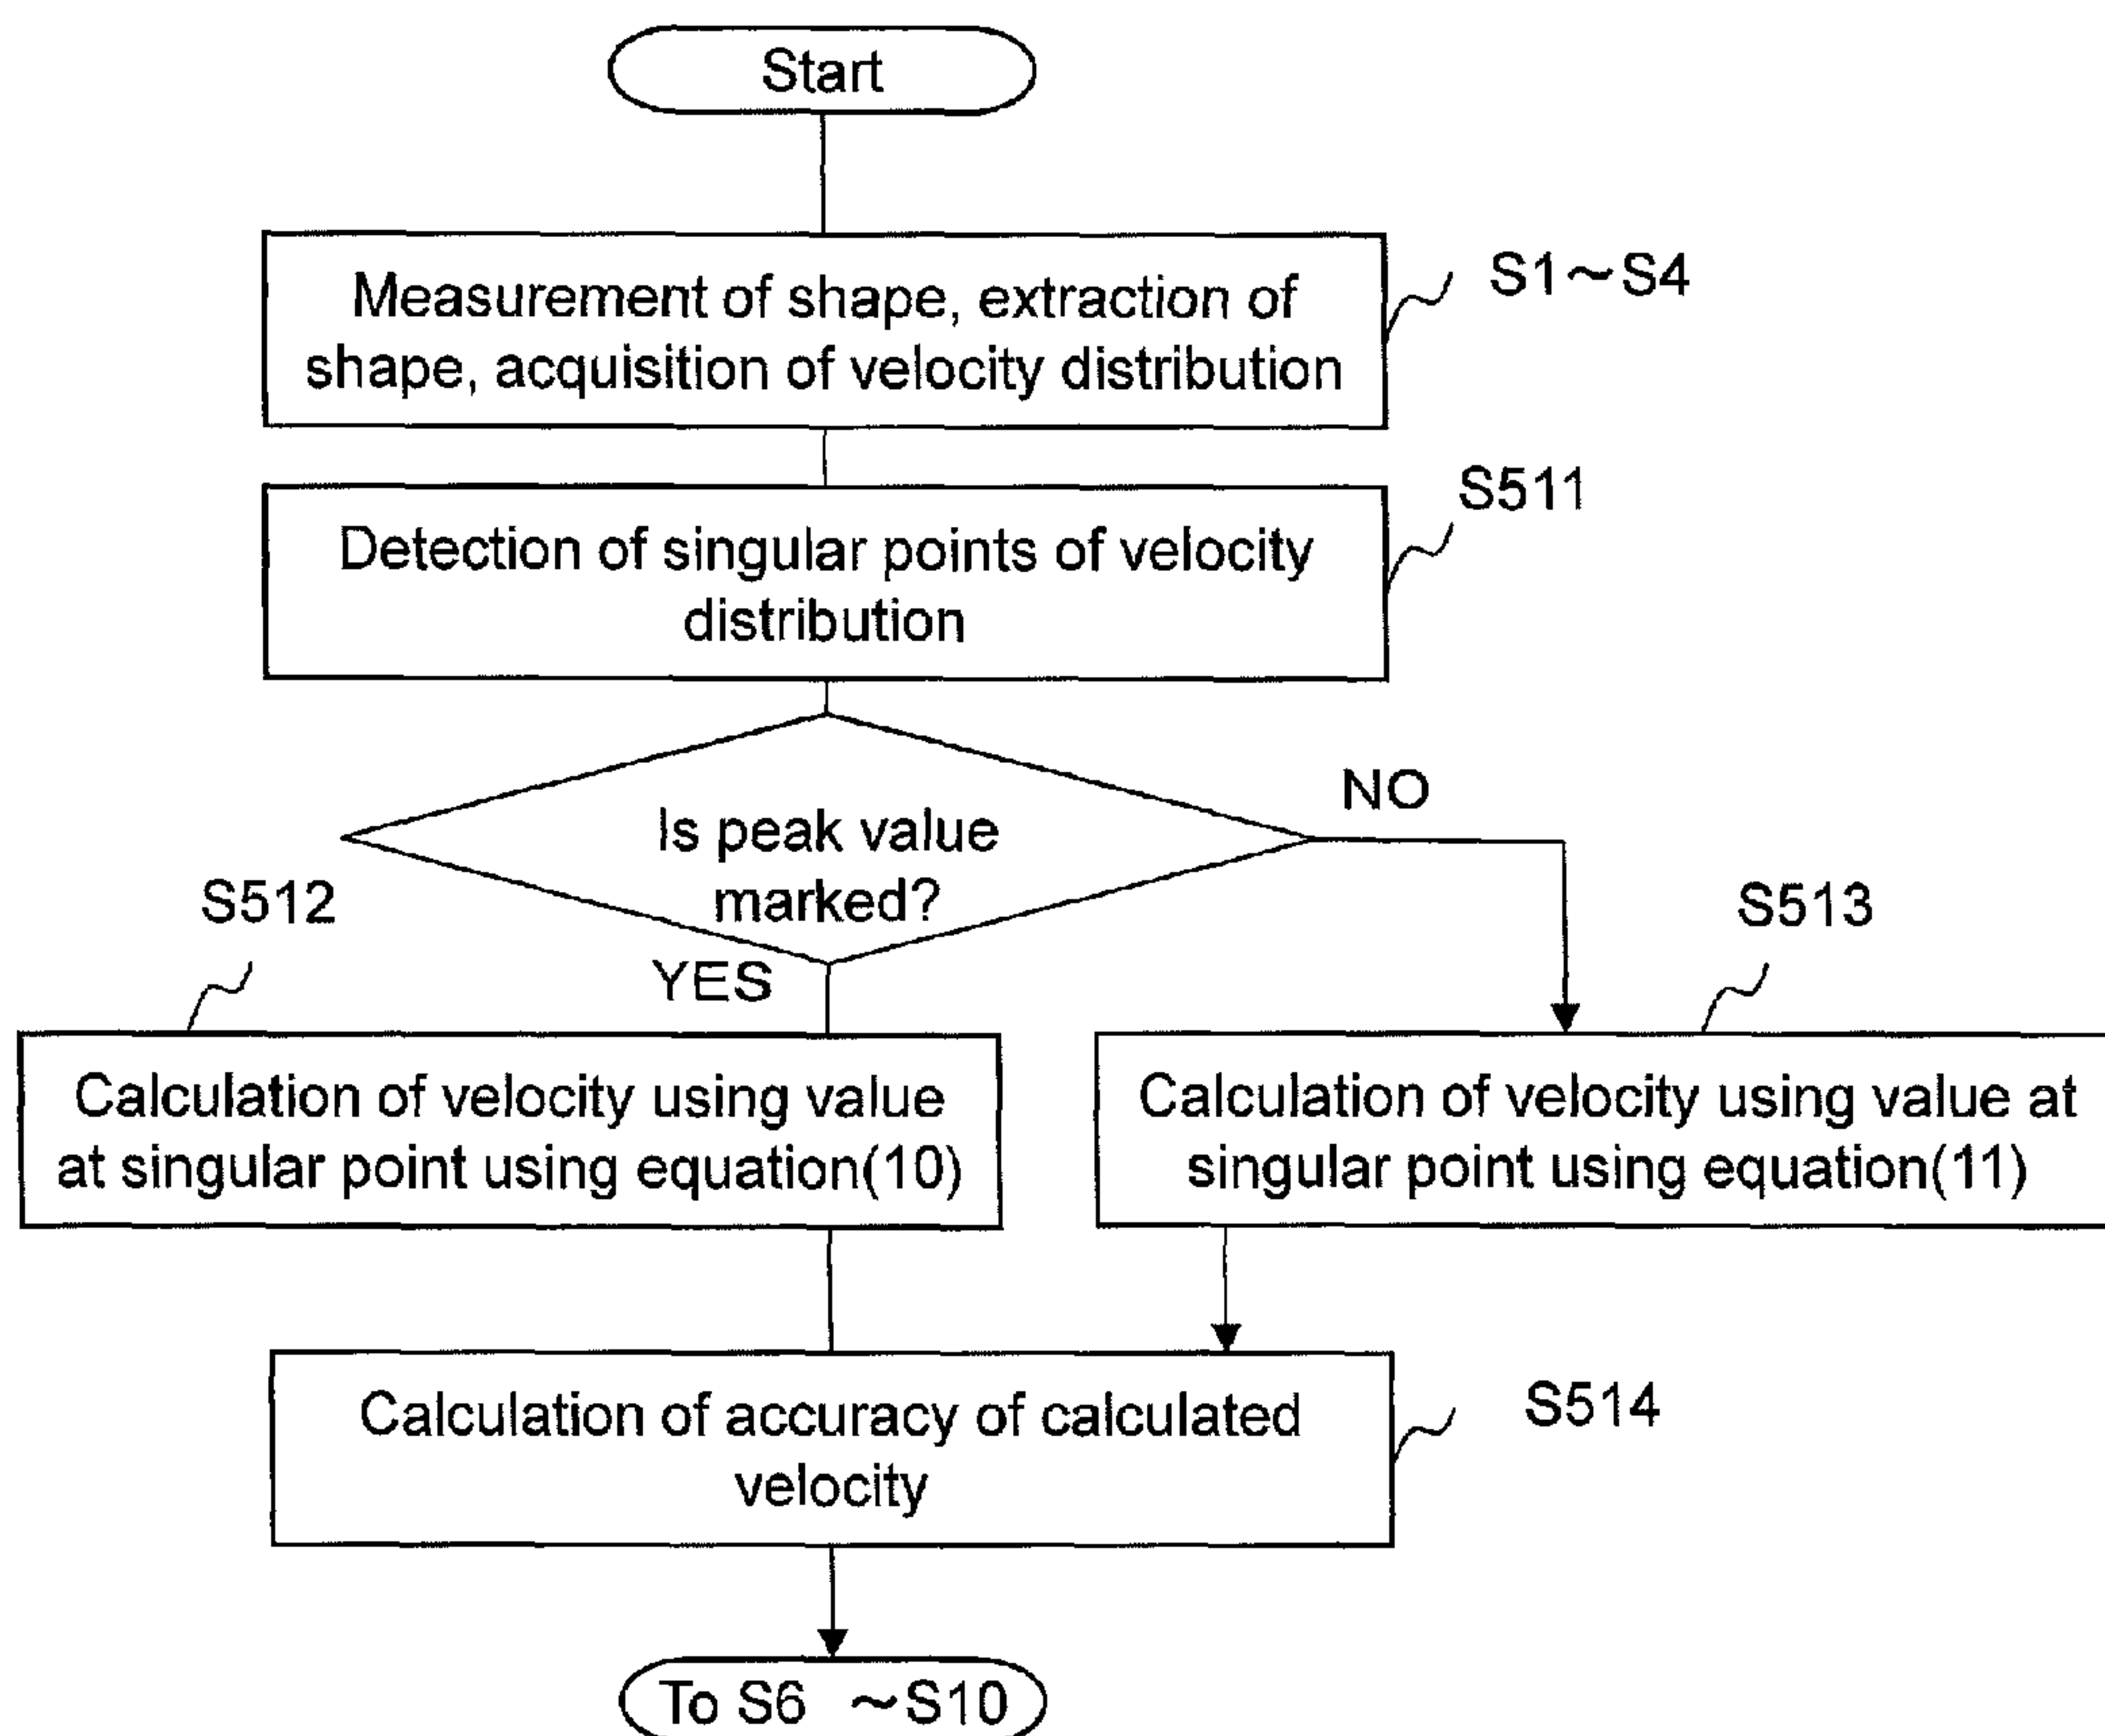 Start
Measurement of shape, extraction of
shape, acquisition of velocity distribution
S1~S4
Detection of singular points of velocity
distribution
S511
Is peak value
marked?
NO
YES
S512
Calculation of velocity using value
at singular point using equation(10)
S513
Calculation of velocity using value at
singular point using equation(11)
Calculation of accuracy of calculated
velocity
S514
To S6 ~S10